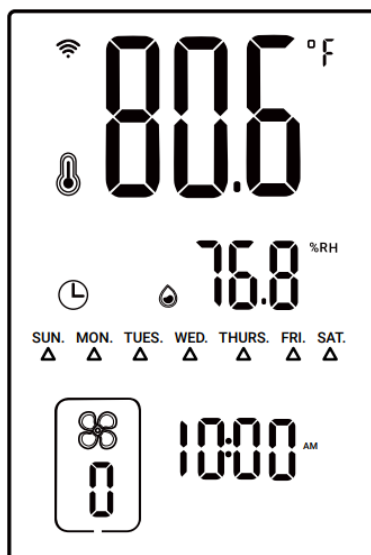 80.6 °F
76.8 %RH
SUN. MON. TUES. WED. THURS. FRI. SAT.
0
10:00 AM